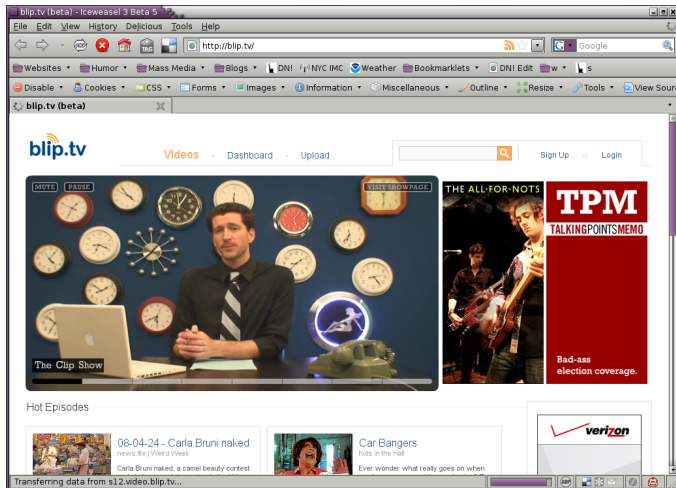 blip.tv (beta) - Iceweasel 3 Beta 5
File Edit View History Delicious Tools Help
ABP TAG http://blip.tv/ G Google
Websites Humor Mass Media Blogs DN! NYC IMC Weather Bookmarklets DN! Edit w s
Disable Cookies CSS Forms Images Information Miscellaneous Outline Resize Tools View Sour
blip.tv (beta)
blip.tv
Videos Dashboard Upload Sign Up or Login
MUTE PAUSE VISIT SHOWPAGE
The Clip Show
THE ALL-FOR-NOTS
TPM
TALKINGPOINTSMEMO
Bad-ass
election coverage.
Hot Episodes
08-04-24 - Carla Bruni naked
news:lite | Weird Week
Carla Bruni naked, a camel beauty contest
Car Bangers
Kids in the Hall
Ever wonder what really goes on when
verizon
Transferring data from s12.video.blip.tv...
ABP